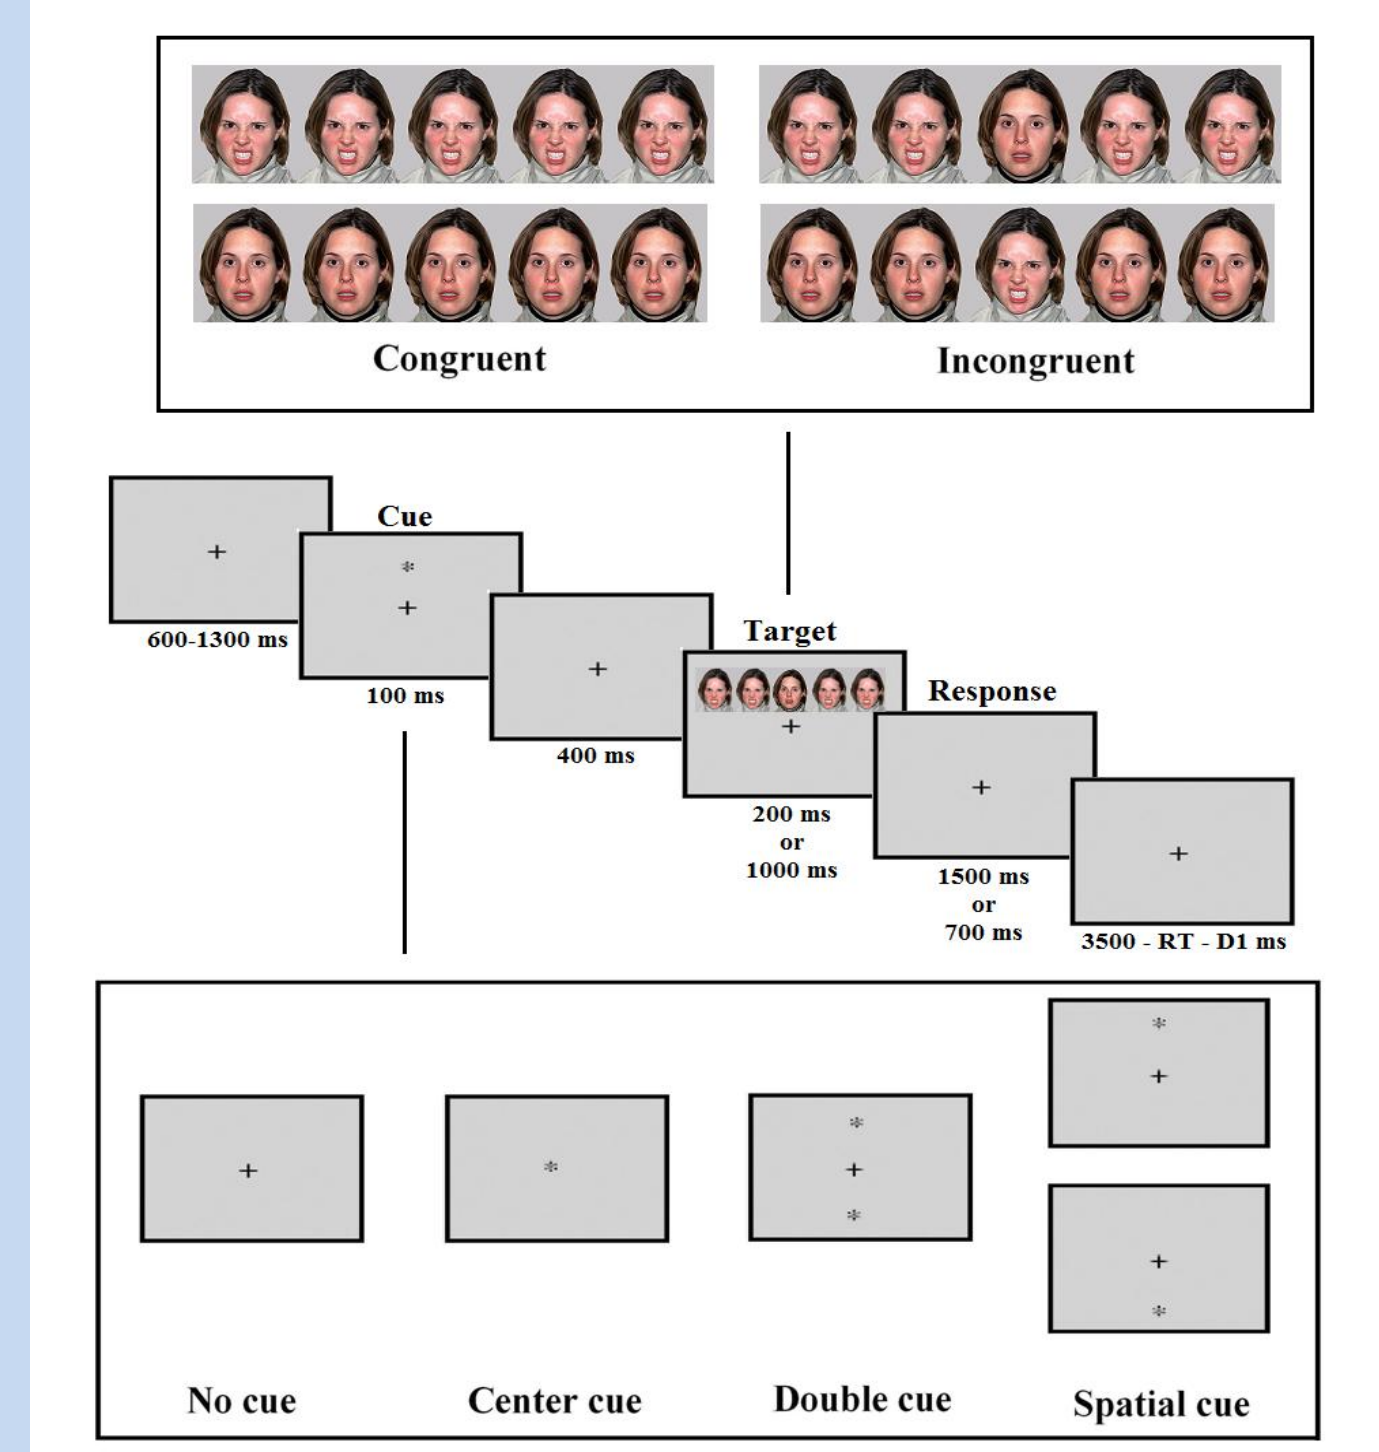 Congruent
Incongruent
Cue
600-1300 ms
100 ms
400 ms
Target
200 ms
or
1000 ms
Response
1500 ms
or
700 ms
3500 - RT - D1 ms
No cue
Center cue
Double cue
Spatial cue